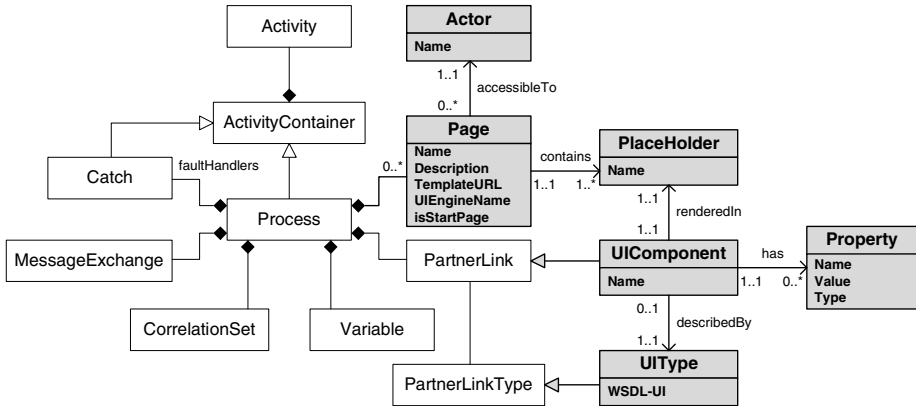 Activity
Actor
Name
1..1
accessibleTo
0..*
ActivityContainer
Page
Name
Description
TemplateURL
UIEngineName
isStartPage
contains
1..1
1..*
PlaceHolder
Name
faultHandlers
Catch
0..*
1..1
renderedIn
1..1
Process
MessageExchange
PartnerLink
UIComponent
Name
has
1..1
0..*
Property
Name
Value
Type
CorrelationSet
Variable
0..1
describedBy
1..1
PartnerLinkType
UIType
WSDL-UI